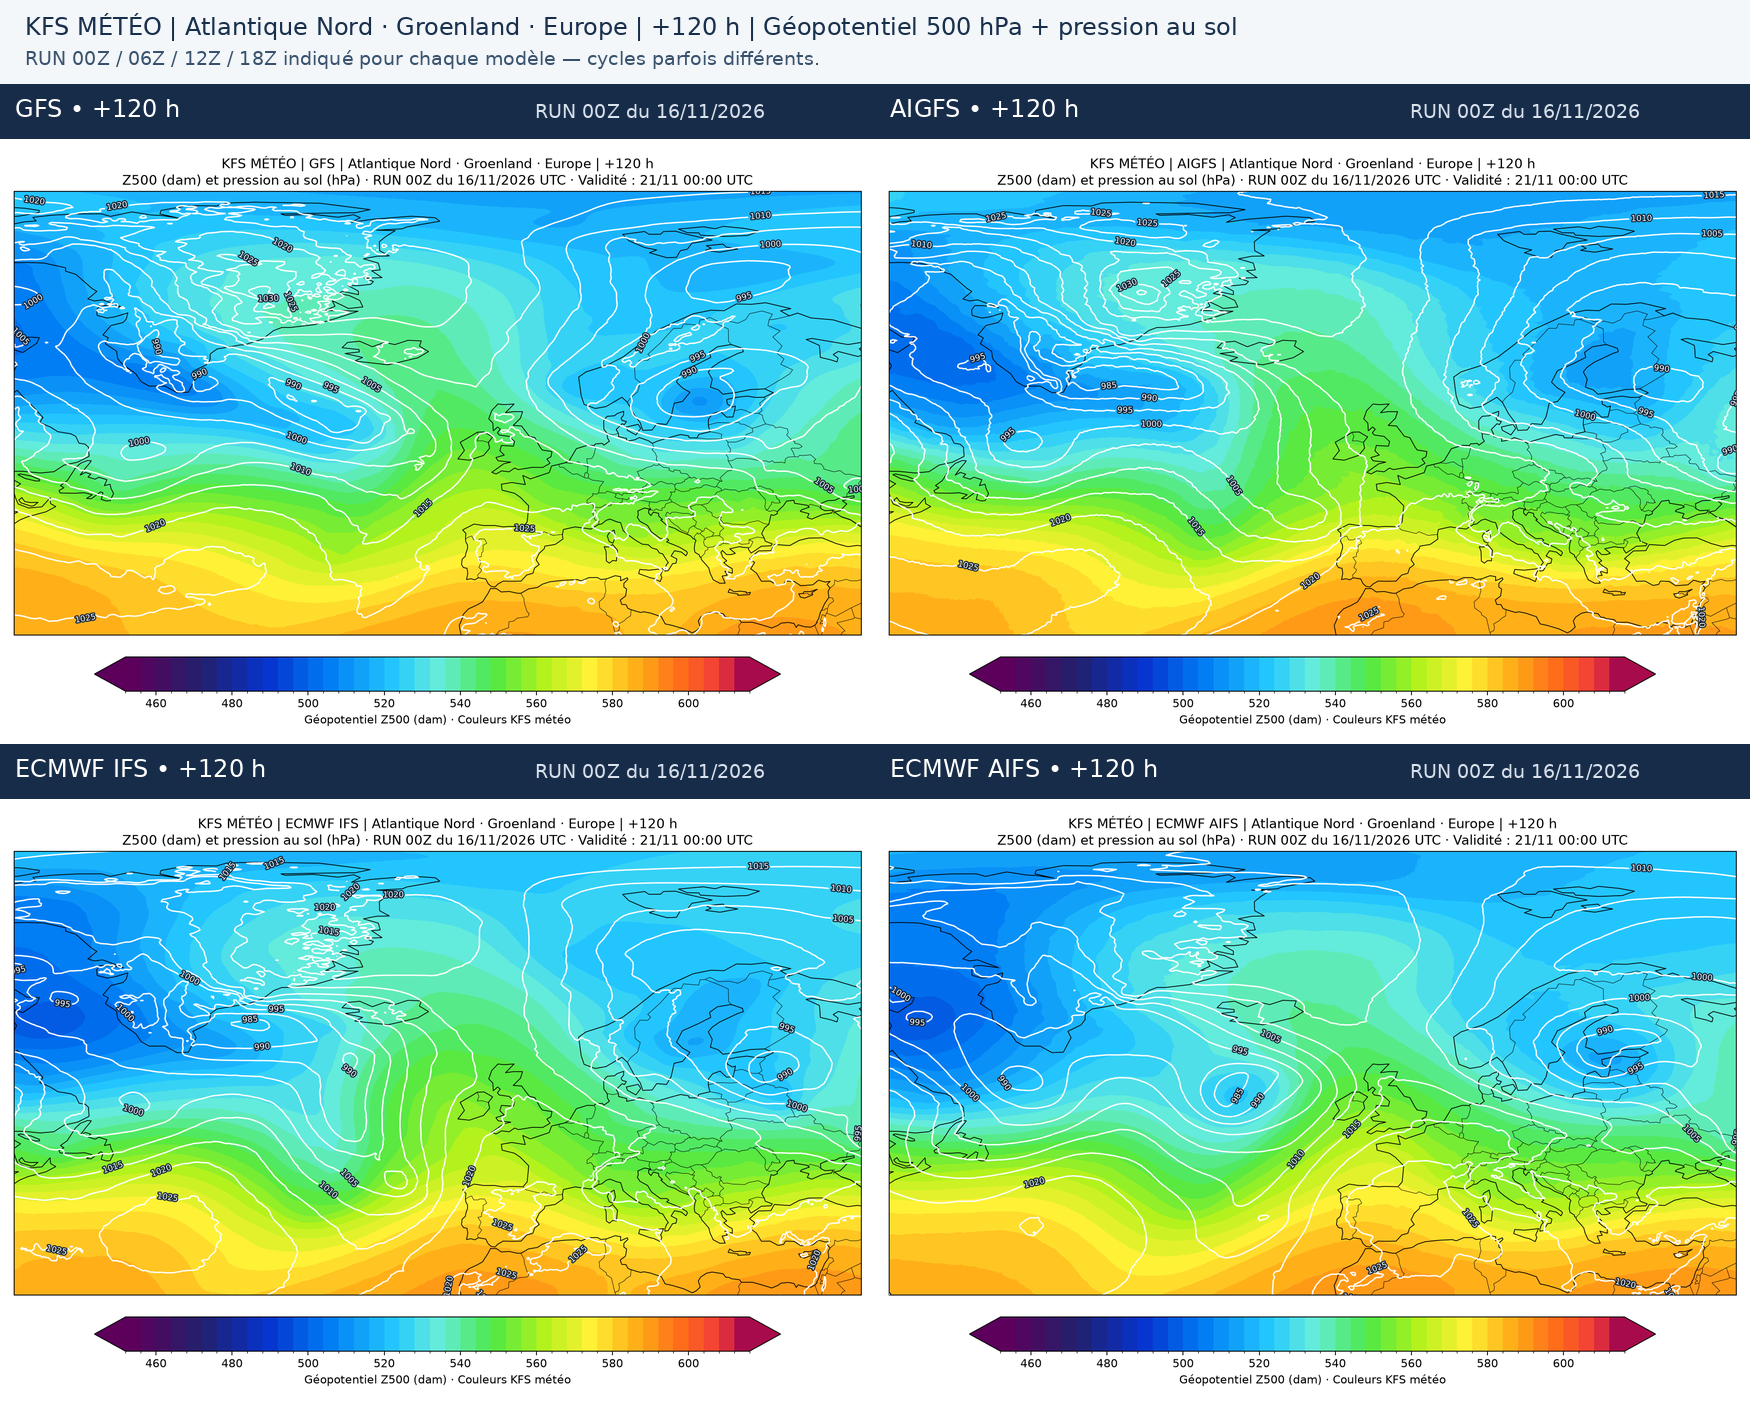 KFS MÉTÉO | Atlantique Nord · Groenland · Europe | +120 h | Géopotentiel 500 hPa + pression au sol
RUN 00Z / 06Z / 12Z / 18Z indiqué pour chaque modèle — cycles parfois différents.
GFS • +120 h
RUN 00Z du 16/11/2026
AIGFS • +120 h
RUN 00Z du 16/11/2026
KFS MÉTÉO | GFS | Atlantique Nord · Groenland · Europe | +120 h
Z500 (dam) et pression au sol (hPa) · RUN 00Z du 16/11/2026 UTC · Validité : 21/11 00:00 UTC
KFS MÉTÉO | AIGFS | Atlantique Nord · Groenland · Europe | +120 h
Z500 (dam) et pression au sol (hPa) · RUN 00Z du 16/11/2026 UTC · Validité : 21/11 00:00 UTC
460 480 500 520 540 560 580 600
Géopotentiel Z500 (dam) · Couleurs KFS météo
460 480 500 520 540 560 580 600
Géopotentiel Z500 (dam) · Couleurs KFS météo
ECMWF IFS • +120 h
RUN 00Z du 16/11/2026
ECMWF AIFS • +120 h
RUN 00Z du 16/11/2026
KFS MÉTÉO | ECMWF IFS | Atlantique Nord · Groenland · Europe | +120 h
Z500 (dam) et pression au sol (hPa) · RUN 00Z du 16/11/2026 UTC · Validité : 21/11 00:00 UTC
KFS MÉTÉO | ECMWF AIFS | Atlantique Nord · Groenland · Europe | +120 h
Z500 (dam) et pression au sol (hPa) · RUN 00Z du 16/11/2026 UTC · Validité : 21/11 00:00 UTC
460 480 500 520 540 560 580 600
Géopotentiel Z500 (dam) · Couleurs KFS météo
460 480 500 520 540 560 580 600
Géopotentiel Z500 (dam) · Couleurs KFS météo